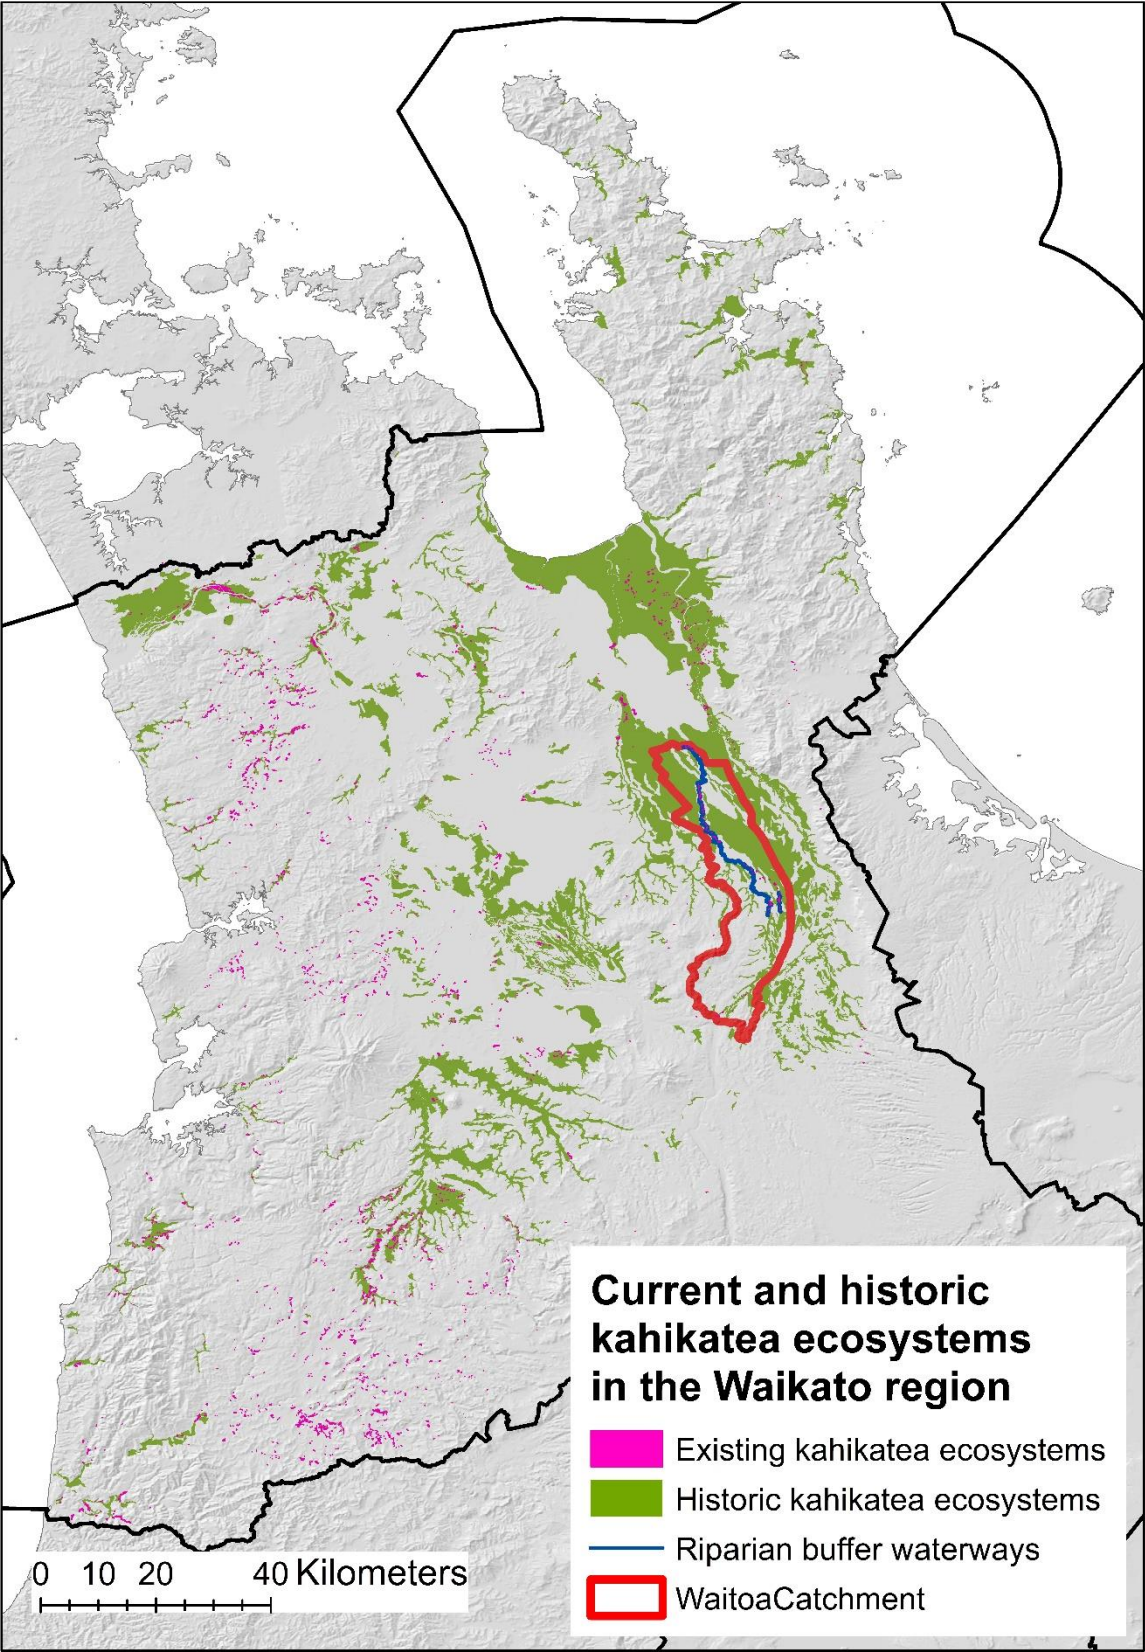 Current and historic
kahikatea ecosystems
in the Waikato region
Existing kahikatea ecosystems
Historic kahikatea ecosystems
Riparian buffer waterways
WaitoaCatchment
0 10 20 40 Kilometers